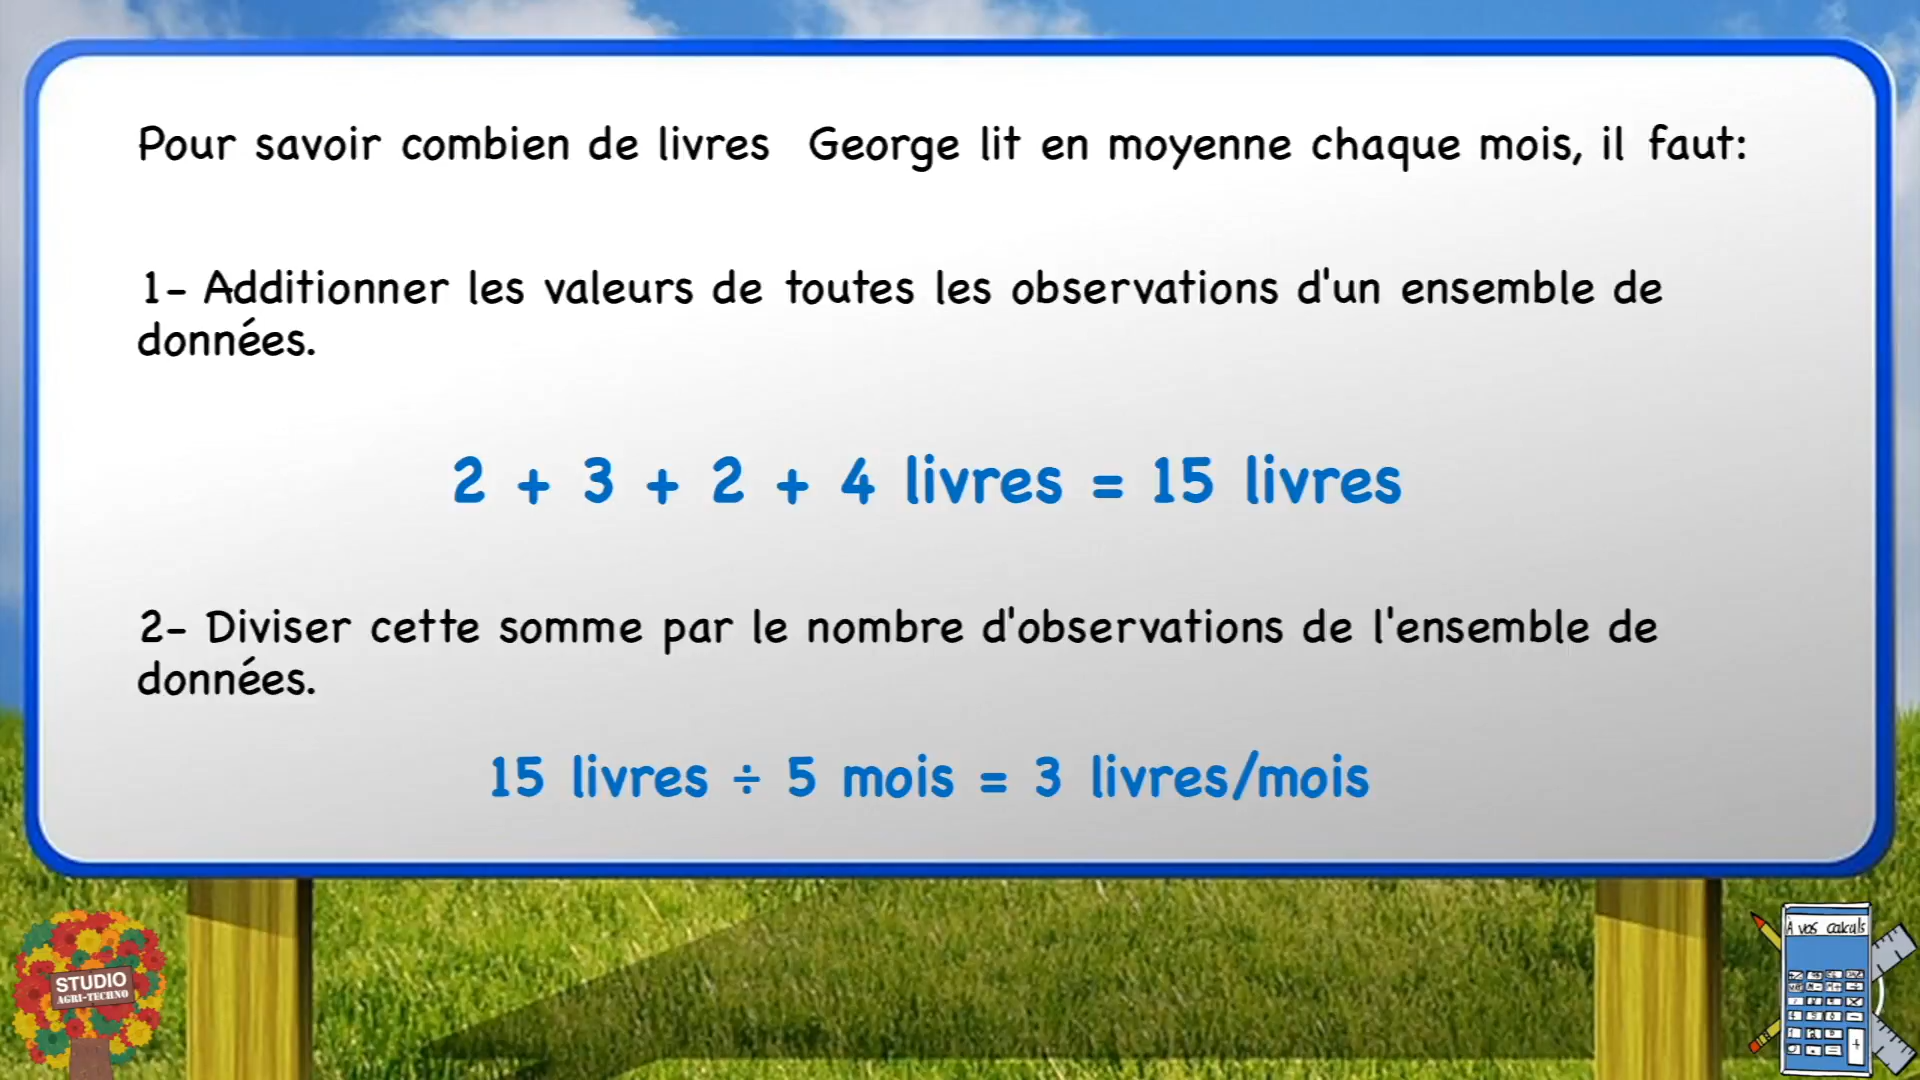 Pour savoir combien de livres George lit en moyenne chaque mois, il faut:
1- Additionner les valeurs de toutes les observations d'un ensemble de
données.
2 + 3 + 2 + 4 livres = 15 livres
2- Diviser cette somme par le nombre d'observations de l'ensemble de
données.
15 livres ÷ 5 mois = 3 livres/mois
STUDIO
AGRI-TECHNO
À vos calculs